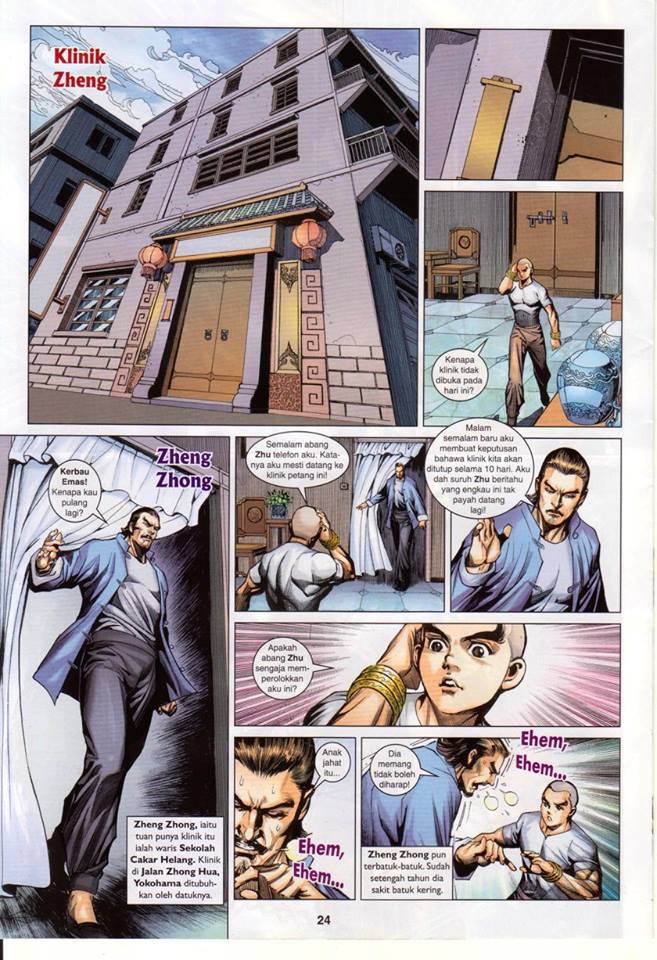 Klinik
Zheng
Kenapa
klinik tidak
dibuka pada
hari ini?
Zheng
Zhong
Kerbau
Emas!
Kenapa kau
pulang
lagi?
Semalam abang
Zhu telefon aku. Kata-
nya aku mesti datang ke
klinik petang ini!
Malam
semalam baru aku
membuat keputusan
bahawa klinik kita akan
ditutup selama 10 hari. Aku
dah suruh Zhu beritahu
yang engkau ini tak
payah datang
lagi!
Apakah
abang Zhu
sengaja mem-
perolokkan
aku ini?
Zheng Zhong, iaitu
tuan punya klinik itu
ialah waris Sekolah
Cakar Helang. Klinik
di Jalan Zhong Hua,
Yokohama ditubuh-
kan oleh datuknya.
Anak
jahat
itu...
Ehem,
Ehem...
Dia
memang
tidak boleh
diharap!
Ehem,
Ehem...
Zheng Zhong pun
terbatuk-batuk. Sudah
setengah tahun dia
sakit batuk kering.
24